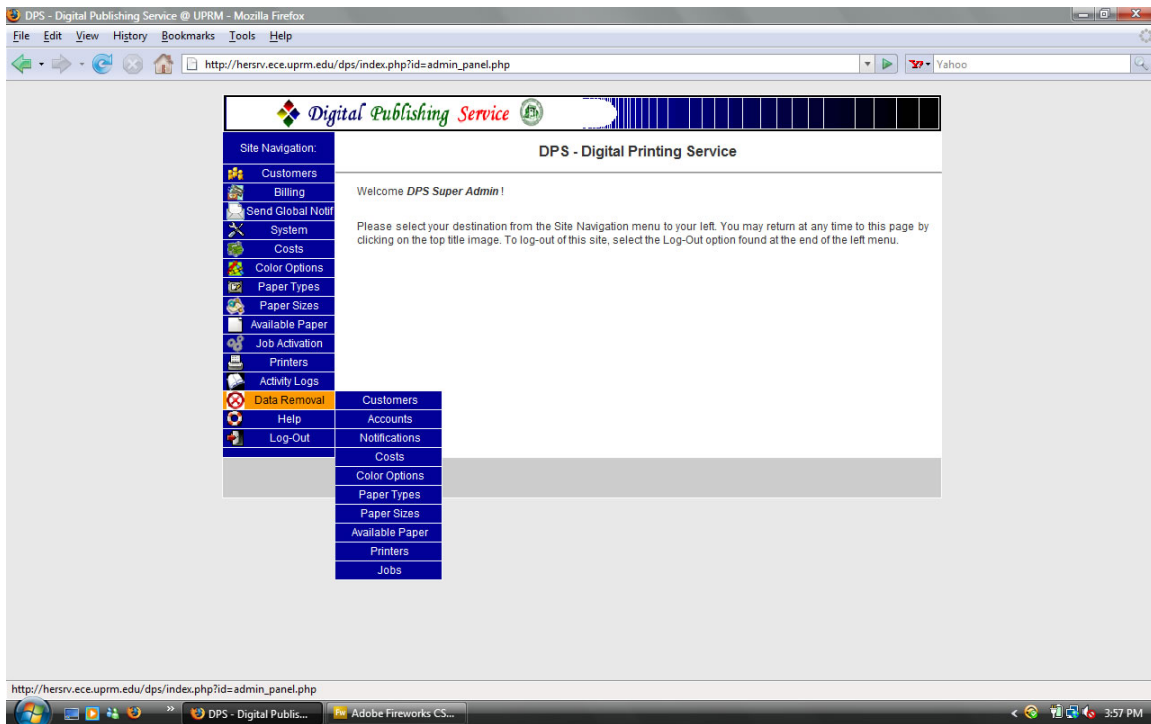 DPS - Digital Publishing Service @ UPRM - Mozilla Firefox
File Edit View History Bookmarks Tools Help
http://hersrv.ece.uprm.edu/dps/index.php?id=admin_panel.php
Yahoo
Digital Publishing Service
Site Navigation:
DPS - Digital Printing Service
Customers
Billing
Send Global Notif
System
Costs
Color Options
Paper Types
Paper Sizes
Available Paper
Job Activation
Printers
Activity Logs
Data Removal
Help
Log-Out
Welcome DPS Super Admin !
Please select your destination from the Site Navigation menu to your left. You may return at any time to this page by
clicking on the top title image. To log-out of this site, select the Log-Out option found at the end of the left menu.
Customers
Accounts
Notifications
Costs
Color Options
Paper Types
Paper Sizes
Available Paper
Printers
Jobs
http://hersrv.ece.uprm.edu/dps/index.php?id=admin_panel.php
DPS - Digital Publis...
Adobe Fireworks CS...
3:57 PM